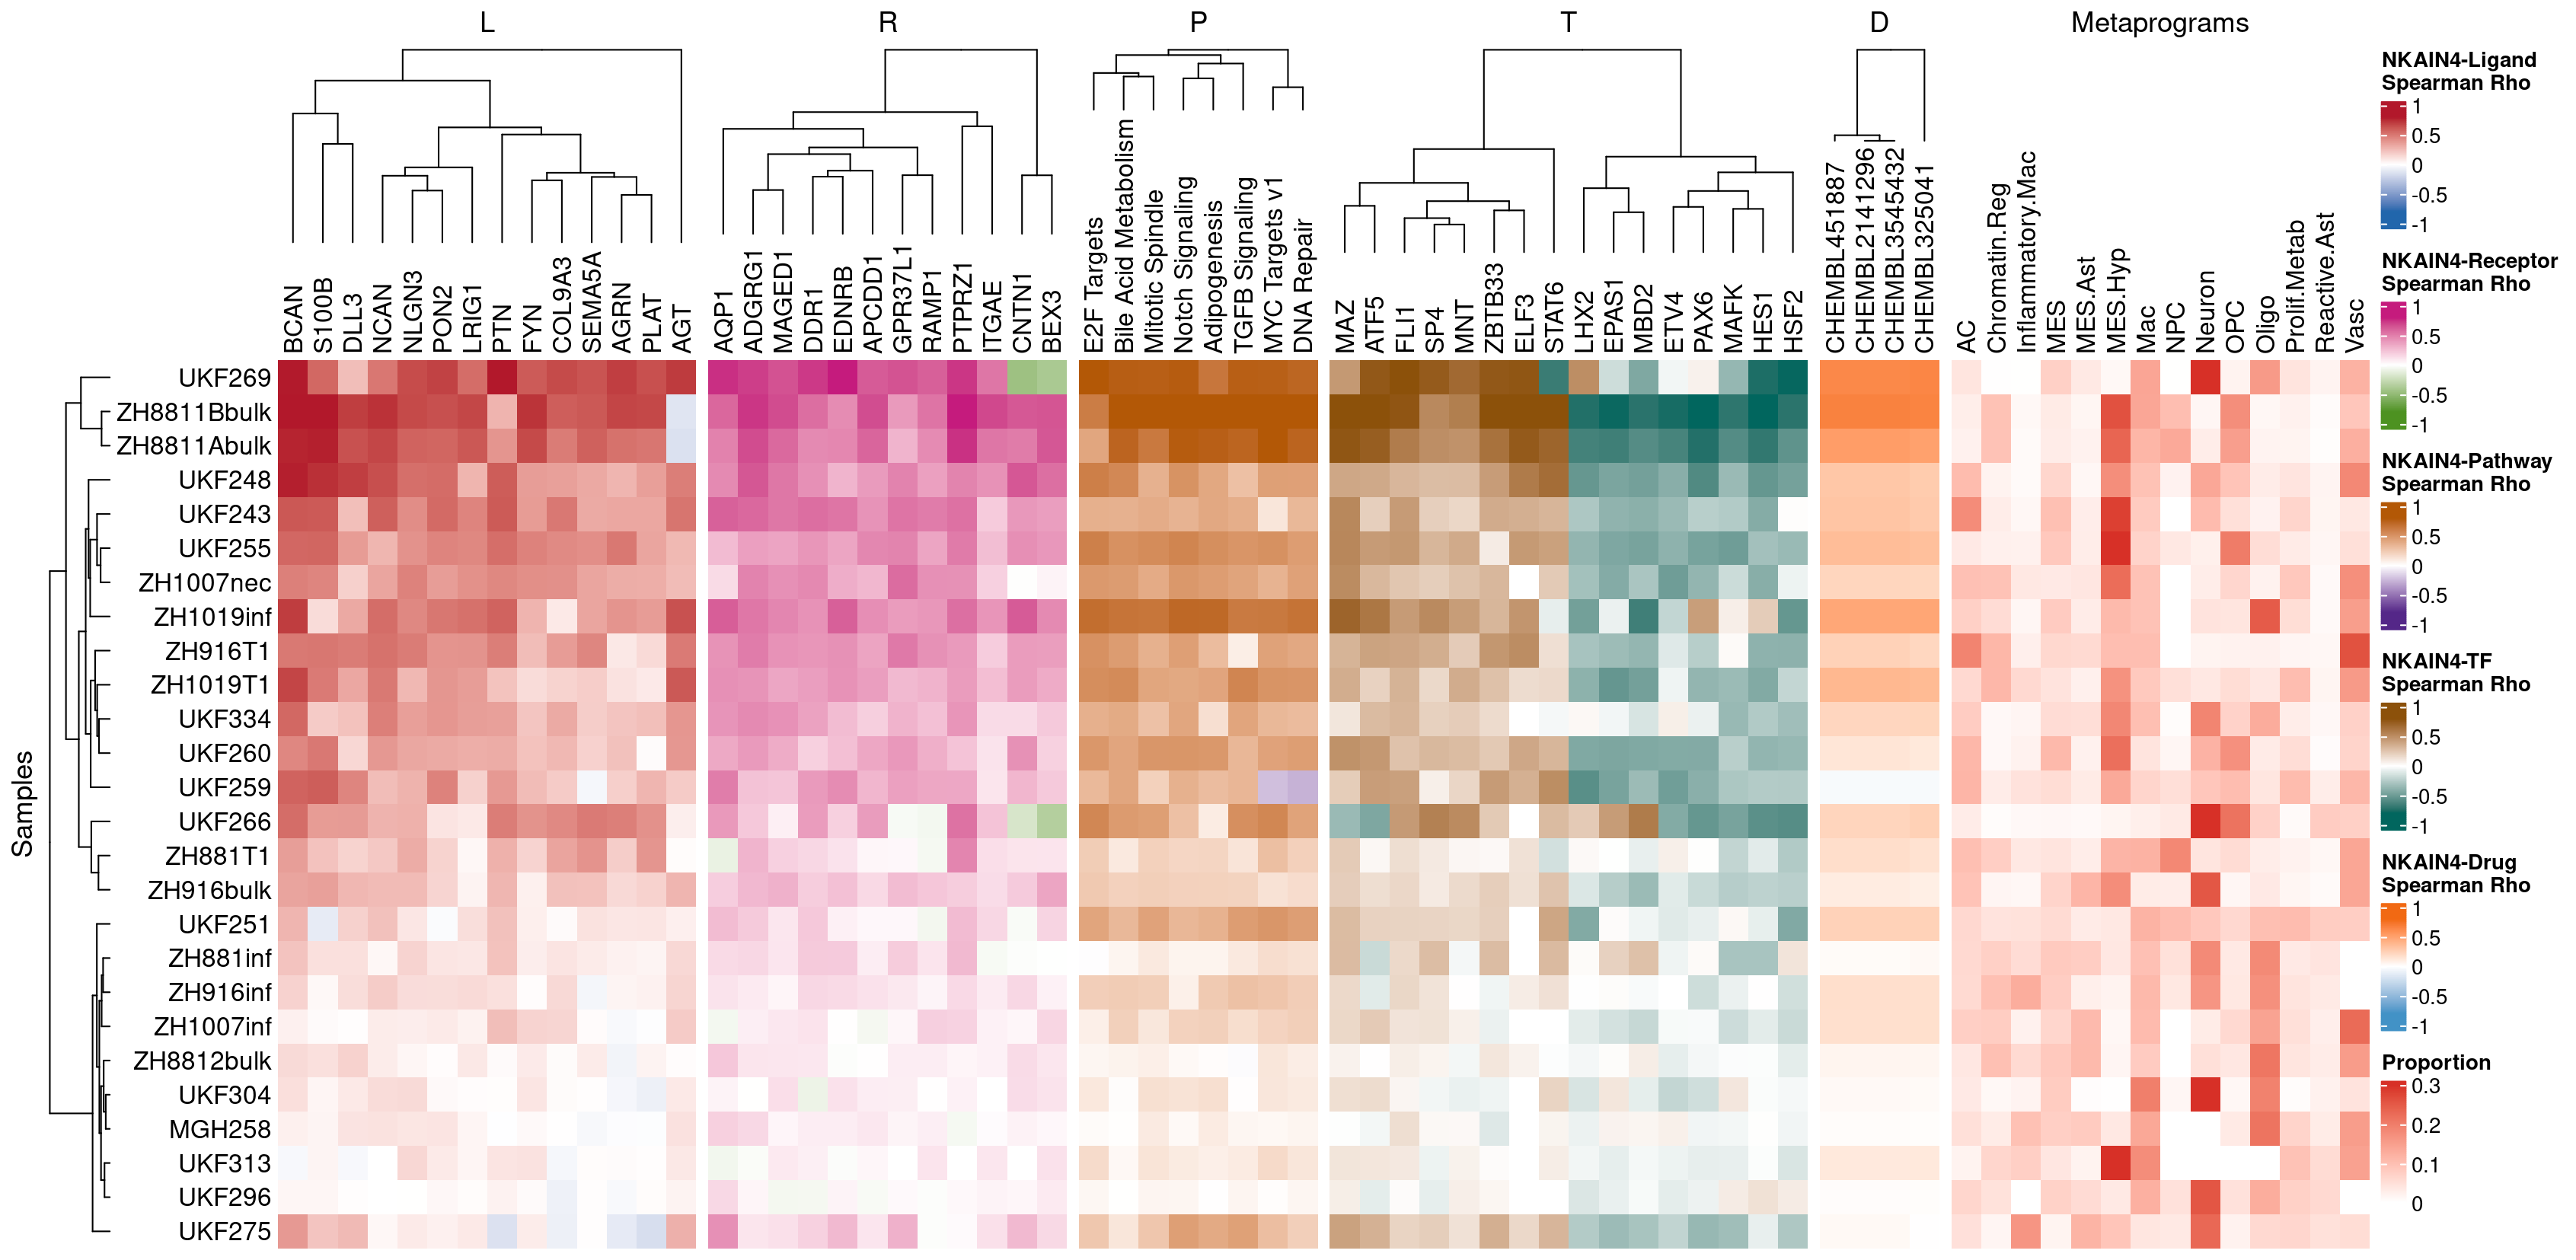 L
R
P
T
D
Metaprograms
BCAN
S100B
DLL3
NCAN
NLGN3
PON2
LRIG1
PTN
FYN
COL9A3
SEMA5A
AGRN
PLAT
AGT
AQP1
ADGRG1
MAGED1
DDR1
EDNRB
APCDD1
GPR37L1
RAMP1
PTPRZ1
ITGAE
CNTN1
BEX3
E2F Targets
Bile Acid Metabolism
Mitotic Spindle
Notch Signaling
Adipogenesis
TGFB Signaling
MYC Targets v1
DNA Repair
MAZ
ATF5
FLI1
SP4
MNT
ZBTB33
ELF3
STAT6
LHX2
EPAS1
MBD2
ETV4
PAX6
MAFK
HES1
HSF2
CHEMBL451887
CHEMBL2141296
CHEMBL3545432
CHEMBL325041
AC
Chromatin.Reg
Inflammatory.Mac
MES
MES.Ast
MES.Hyp
Mac
NPC
Neuron
OPC
Oligo
Prolif.Metab
Reactive.Ast
Vasc
Samples
UKF269
ZH8811Bbulk
ZH8811Abulk
UKF248
UKF243
UKF255
ZH1007nec
ZH1019inf
ZH916T1
ZH1019T1
UKF334
UKF260
UKF259
UKF266
ZH881T1
ZH916bulk
UKF251
ZH881inf
ZH916inf
ZH1007inf
ZH8812bulk
UKF304
MGH258
UKF313
UKF296
UKF275
NKAIN4-Ligand
Spearman Rho
1
0.5
0
-0.5
-1
NKAIN4-Receptor
Spearman Rho
1
0.5
0
-0.5
-1
NKAIN4-Pathway
Spearman Rho
1
0.5
0
-0.5
-1
NKAIN4-TF
Spearman Rho
1
0.5
0
-0.5
-1
NKAIN4-Drug
Spearman Rho
1
0.5
0
-0.5
-1
Proportion
0.3
0.2
0.1
0